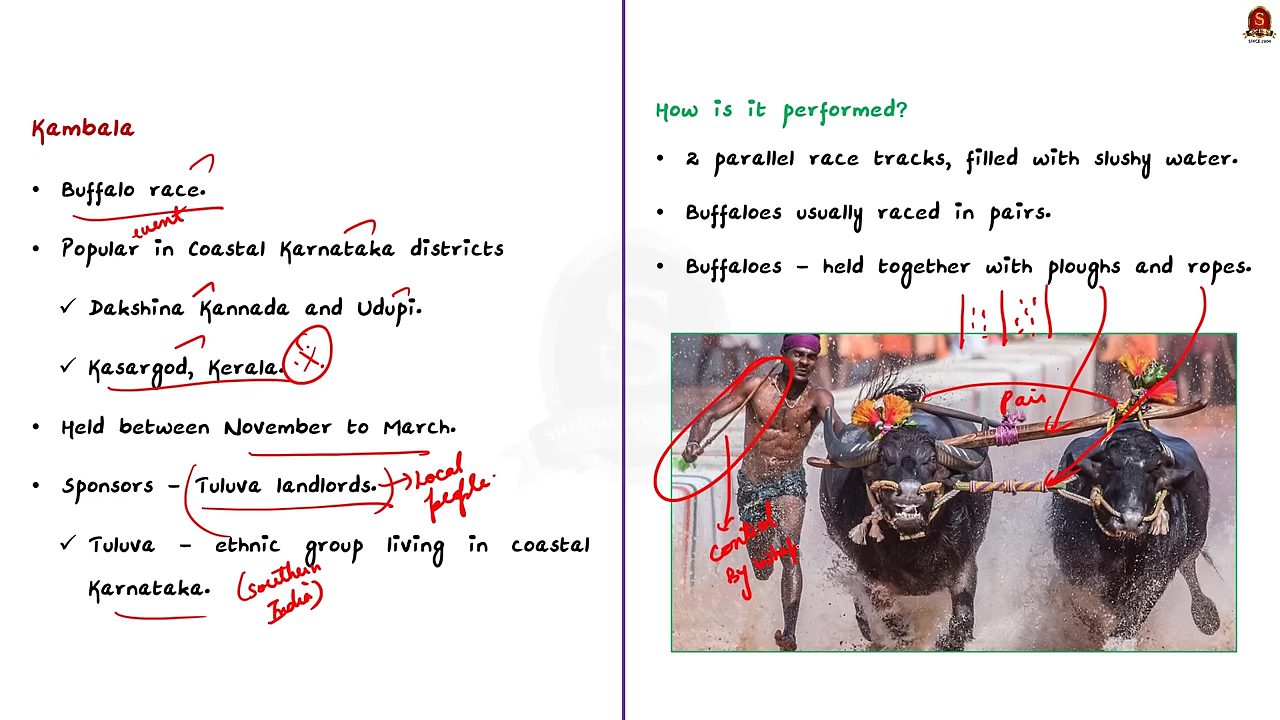 S
SINCE 2004
Kambala
• Buffalo race.
event
• Popular in Coastal Karnataka districts
✓ Dakshina Kannada and Udupi.
✓ Kasargod, Kerala.
• Held between November to March.
• Sponsors – Tuluva landlords.
Local
people.
✓ Tuluva – ethnic group living in coastal
Karnataka.
(southern
India)
How is it performed?
• 2 parallel race tracks, filled with slushy water.
• Buffaloes usually raced in pairs.
• Buffaloes – held together with ploughs and ropes.
Pair
control
By whip
S